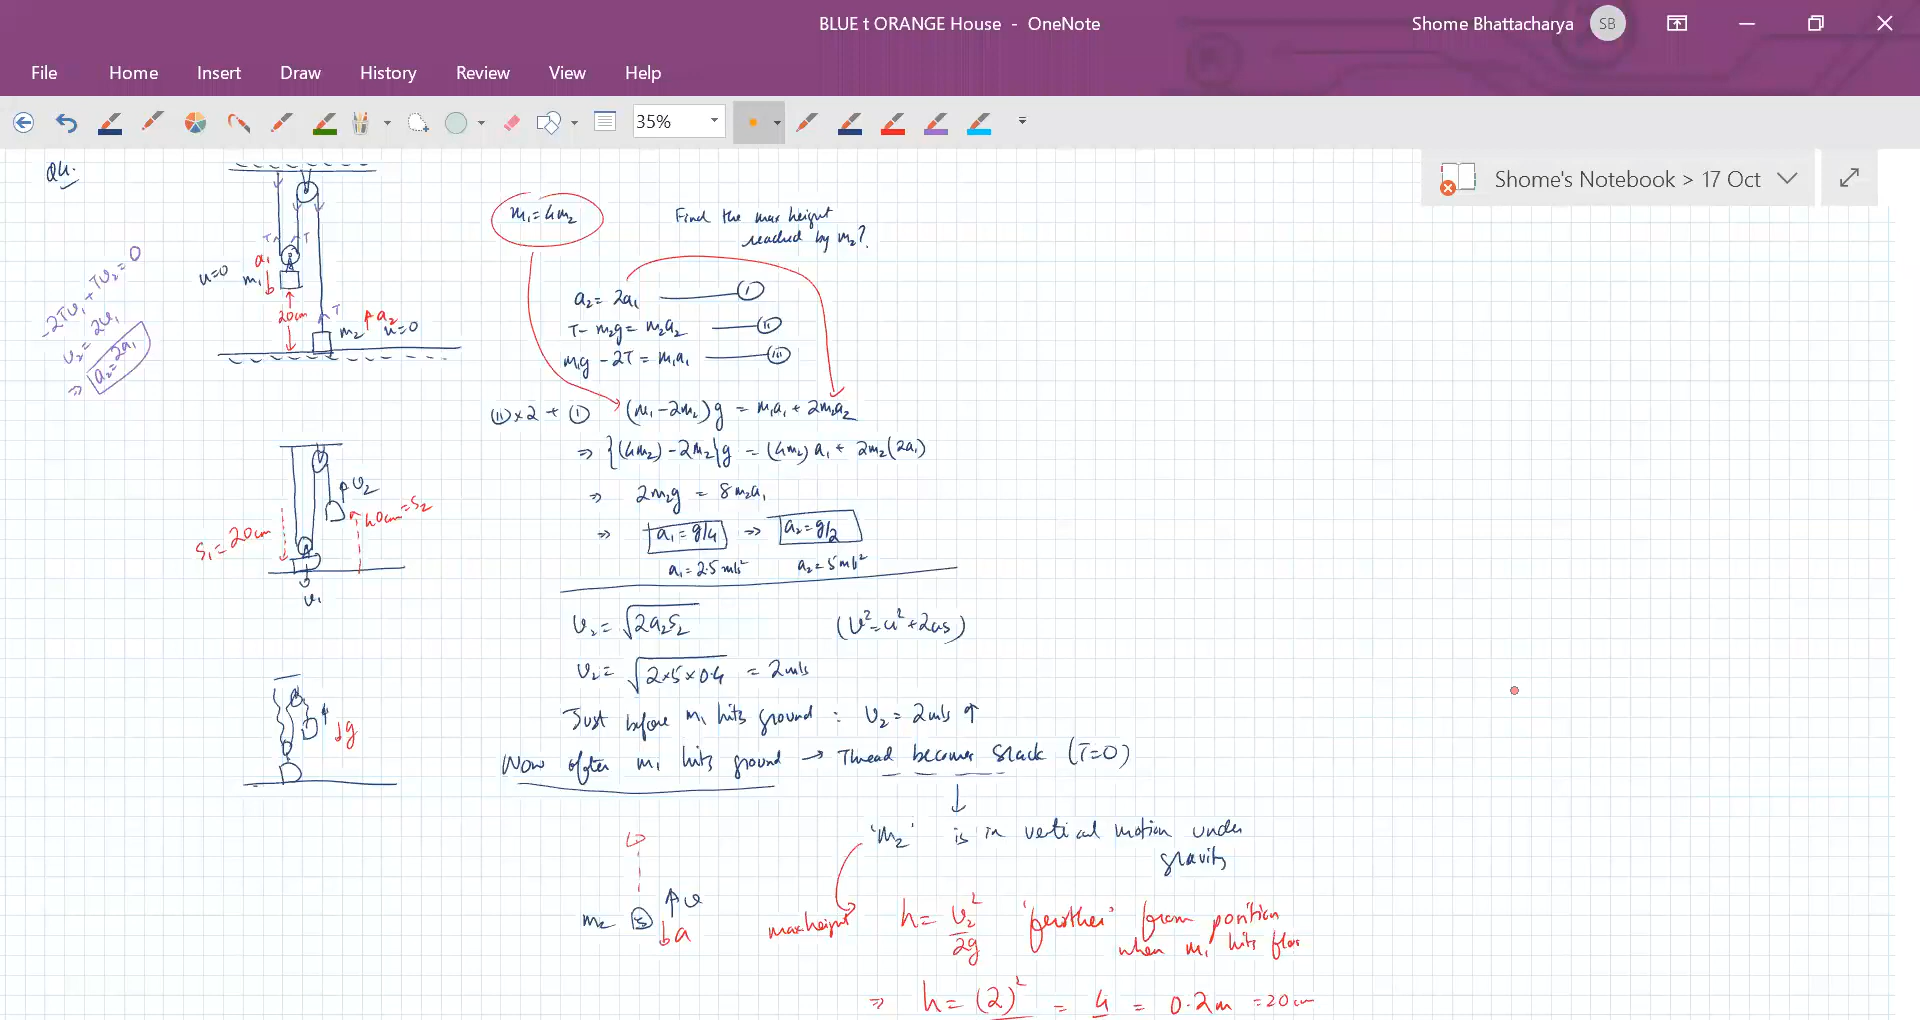 BLUE t ORANGE House - OneNote
Shome Bhattacharya
SB
File Home Insert Draw History Review View Help
35%
Shome's Notebook > 17 Oct
Q4.
m₁=4m₂
Find the max height
reached by m₂?
T T
a₁
u=0 m₁
20cm
T
m₂ a₂
u=0
-2Tv₁ + Tv₂ = 0
v₂ = 2v₁
⇒ a₂ = 2a₁
a₂ = 2a₁ — (I)
T - m₂g = m₂a₂ — (II)
m₁g - 2T = m₁a₁ — (III)
(II)×2 + (I) (m₁-2m₂)g = m₁a₁ + 2m₂a₂
⇒ {(4m₂) - 2m₂}g = (4m₂)a₁ + 2m₂(2a₁)
⇒ 2m₂g = 8m₂a₁
⇒ a₁ = g/4 ⇒ a₂ = g/2
a₁ = 2.5 m/s² a₂ = 5 m/s²
v₂
S₁ = 20cm
40cm = S₂
v₁
v₂ = √2a₂S₂ (v² = u² + 2as)
v₂ = √2×5×0.4 = 2m/s
Just before m₁ hits ground : v₂ = 2m/s ↑
Now after m₁ hits ground → Thread becomes slack (T=0)
↓g
'm₂' is in vertical motion under
gravity
m₂ ↑v
↓a
max height h = v₂²/2g 'further' from position
when m₁ hits floor
⇒ h = (2)² = 4 = 0.2m = 20cm